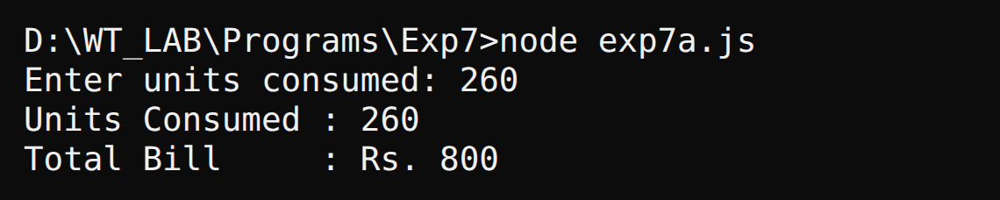 D:\WT_LAB\Programs\Exp7>node exp7a.js
Enter units consumed: 260
Units Consumed : 260
Total Bill     : Rs. 800